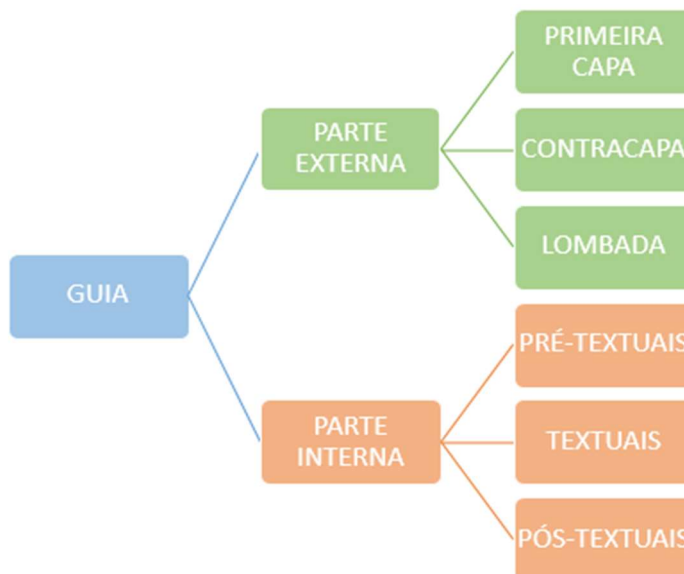 PRIMEIRA
CAPA
PARTE
EXTERNA
CONTRACAPA
LOMBADA
GUIA
PRÉ-TEXTUAIS
PARTE
INTERNA
TEXTUAIS
PÓS-TEXTUAIS